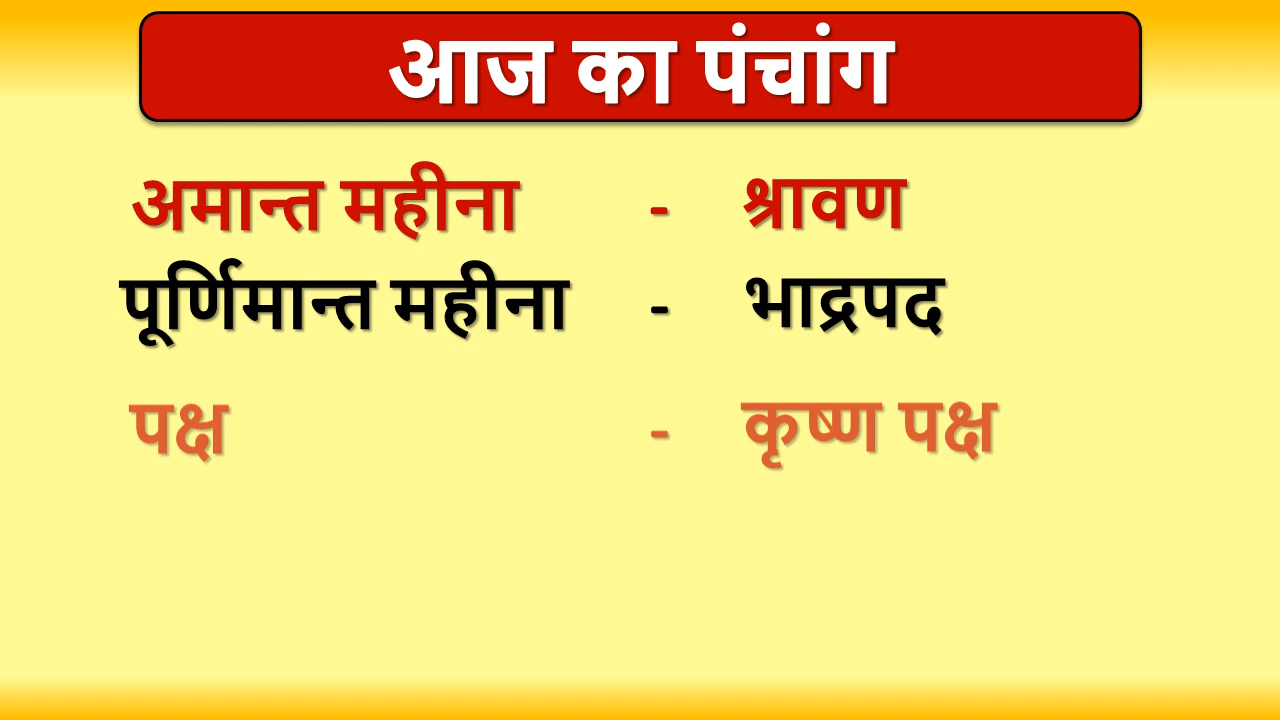 आज का पंचांग
अमान्त महीना - श्रावण
पूर्णिमान्त महीना - भाद्रपद
पक्ष - कृष्ण पक्ष